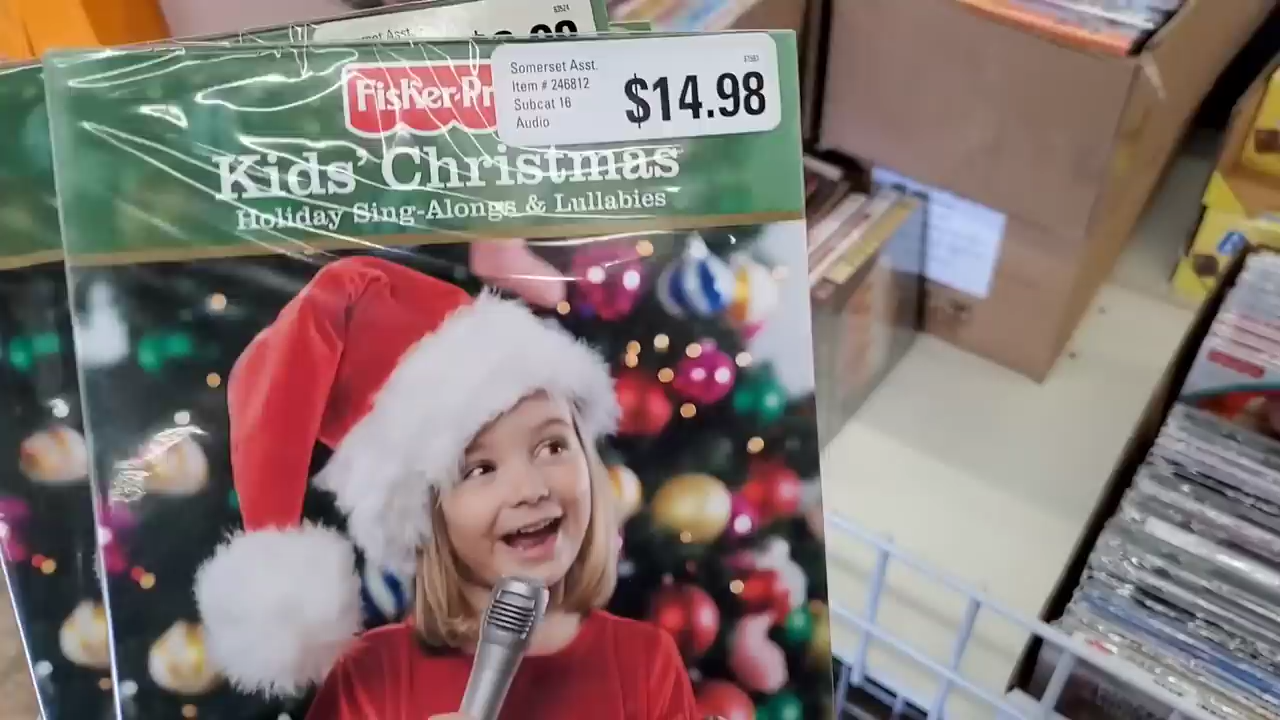 Somerset Asst.
Item # 246812
Subcat 16
Audio
$14.98
Fisher-Pr
Kids' Christmas
Holiday Sing-Alongs & Lullabies